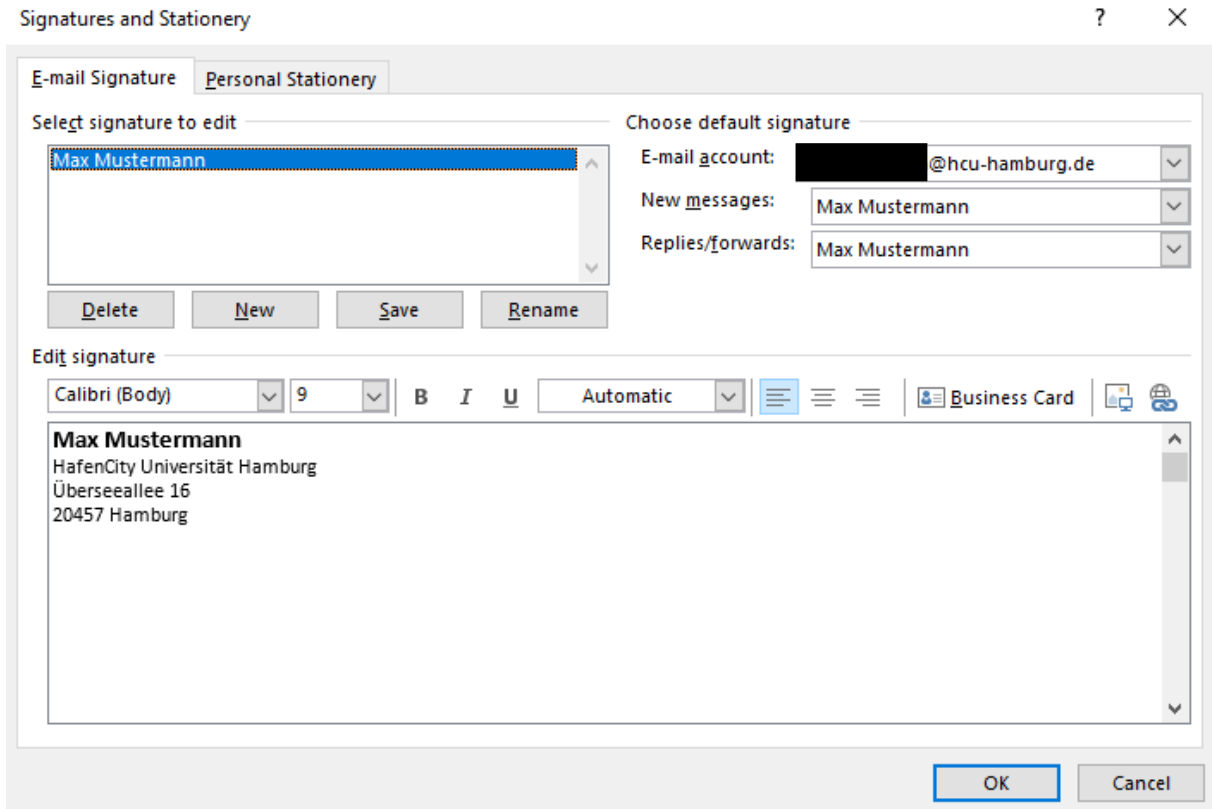 Signatures and Stationery ?
E-mail Signature Personal Stationery
Select signature to edit
Max Mustermann
Delete New Save Rename
Choose default signature
E-mail account: @hcu-hamburg.de
New messages: Max Mustermann
Replies/forwards: Max Mustermann
Edit signature
Calibri (Body) 9 B I U Automatic Business Card
Max Mustermann
HafenCity Universität Hamburg
Überseeallee 16
20457 Hamburg
OK Cancel